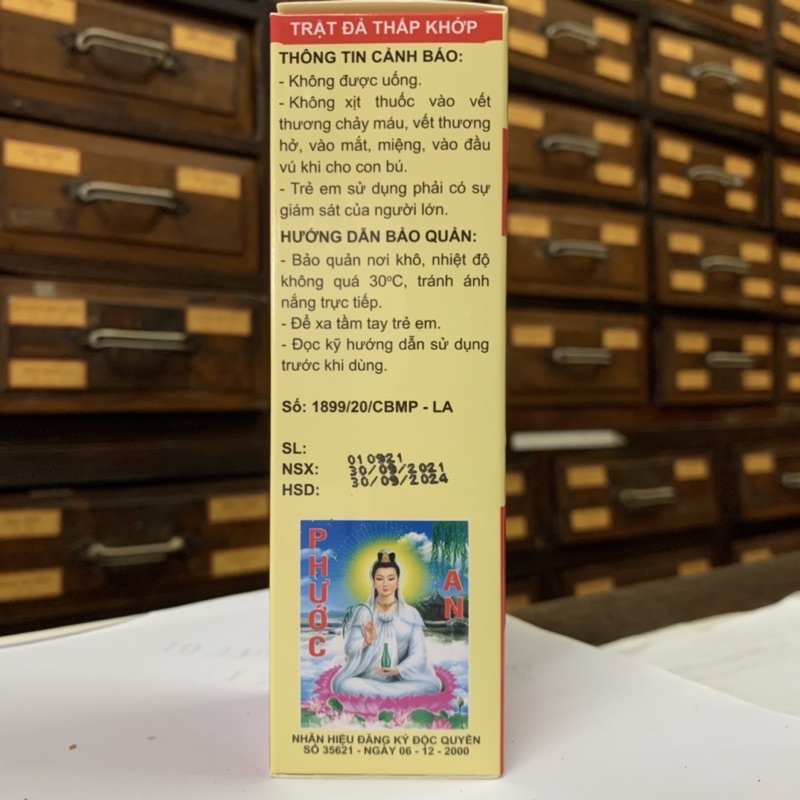 TRẬT ĐẢ THẤP KHỚP
THÔNG TIN CẢNH BÁO:
- Không được uống.
- Không xịt thuốc vào vết
thương chảy máu, vết thương
hở, vào mắt, miệng, vào đầu
vú khi cho con bú.
- Trẻ em sử dụng phải có sự
giám sát của người lớn.
HƯỚNG DẪN BẢO QUẢN:
- Bảo quản nơi khô, nhiệt độ
không quá 30°C, tránh ánh
nắng trực tiếp.
- Để xa tầm tay trẻ em.
- Đọc kỹ hướng dẫn sử dụng
trước khi dùng.
Số: 1899/20/CBMP - LA
SL: 010921
NSX: 30/09/2021
HSD: 30/09/2024
PHƯỚC
AN
NHÃN HIỆU ĐĂNG KÝ ĐỘC QUYỀN
SỐ 35621 - NGÀY 06 - 12 - 2000